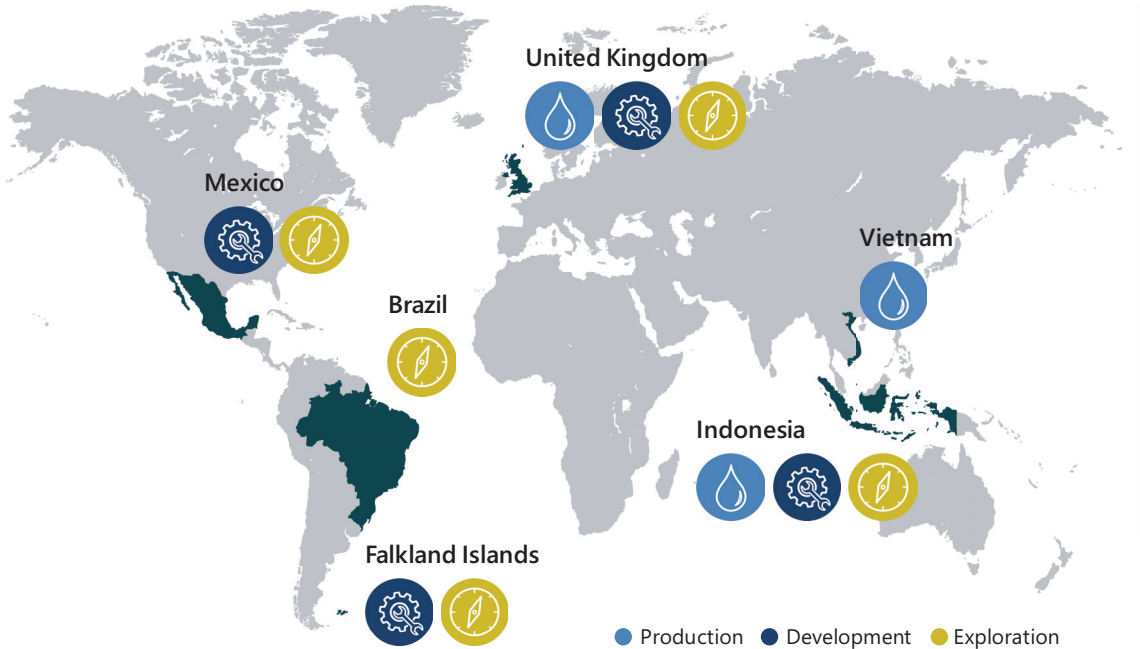 United Kingdom
Mexico
Vietnam
Brazil
Indonesia
Falkland Islands
Production
Development
Exploration